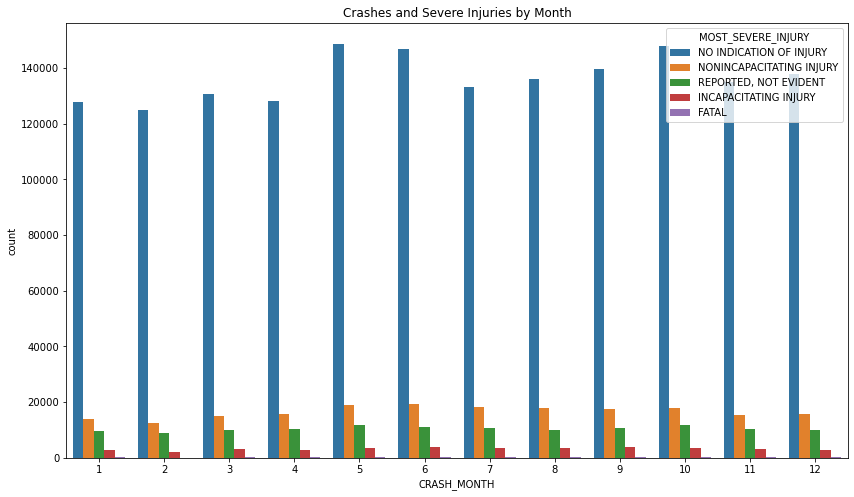 Crashes and Severe Injuries by Month
MOST_SEVERE_INJURY
NO INDICATION OF INJURY
NONINCAPACITATING INJURY
REPORTED, NOT EVIDENT
INCAPACITATING INJURY
FATAL
140000
120000
100000
80000
60000
40000
20000
0
count
1 2 3 4 5 6 7 8 9 10 11 12
CRASH_MONTH